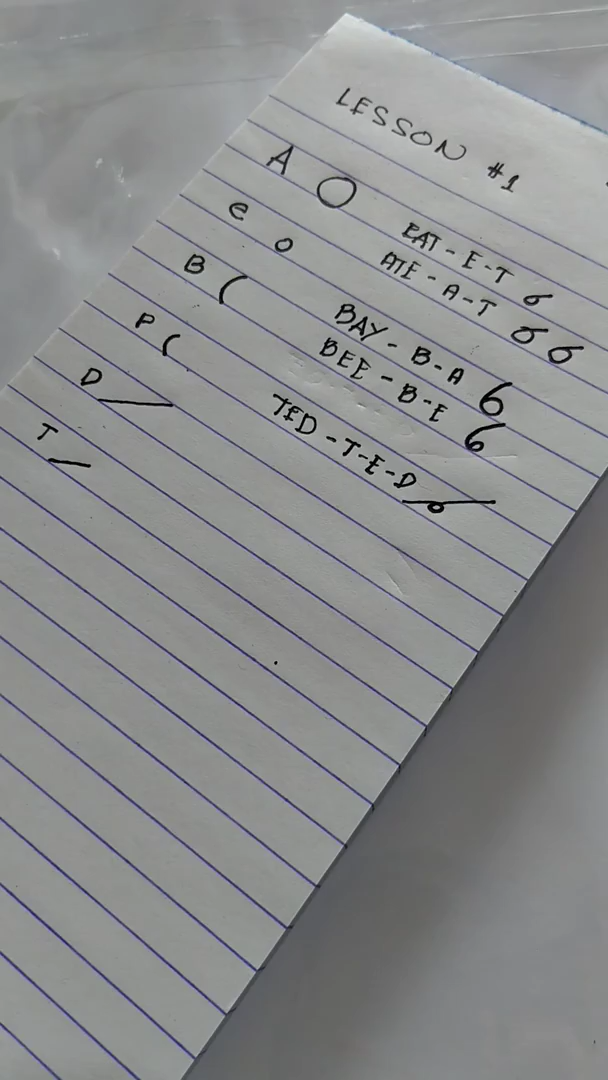 LESSON #1
A
e
EAT - E - T
B
ATE - A - T
P
BAY - B - A
D
BEE - B - E
T
TED - T - E - D